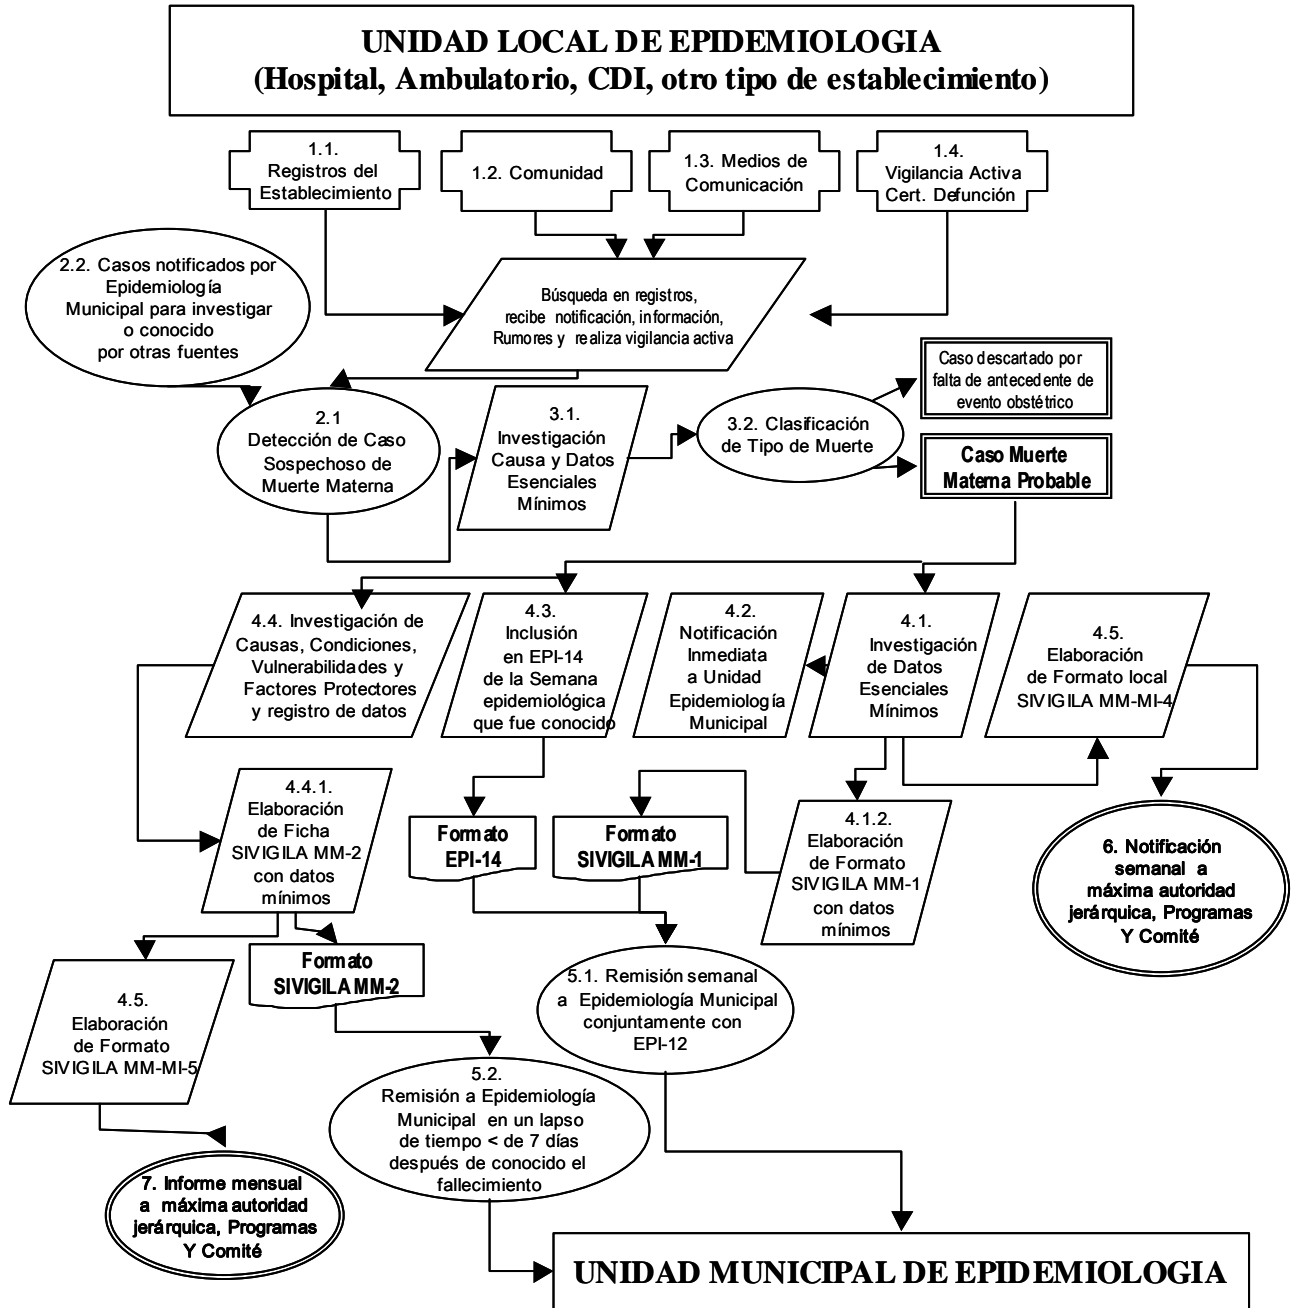 UNIDAD LOCAL DE EPIDEMIOLOGIA
(Hospital, Ambulatorio, CDI, otro tipo de establecimiento)
1.1.
Registros del
Establecimiento
1.2. Comunidad
1.3. Medios de
Comunicación
1.4.
Vigilancia Activa
Cert. Defunción
2.2. Casos notificados por
Epidemiología
Municipal para investigar
o conocido
por otras fuentes
Búsqueda en registros,
recibe notificación, información,
Rumores y realiza vigilancia activa
2.1
Detección de Caso
Sospechoso de
Muerte Materna
3.1.
Investigación
Causa y Datos
Esenciales
Mínimos
3.2. Clasificación
de Tipo de Muerte
Caso descartado por
falta de antecedente de
evento obstétrico
Caso Muerte
Materna Probable
4.4. Investigación de
Causas, Condiciones,
Vulnerabilidades y
Factores Protectores
y registro de datos
4.3.
Inclusión
en EPI-14
de la Semana
epidemiológica
que fue conocido
4.2.
Notificación
Inmediata
a Unidad
Epidemiología
Municipal
4.1.
Investigación
de Datos
Esenciales
Mínimos
4.5.
Elaboración
de Formato local
SIVIGILA MM-MI-4
4.4.1.
Elaboración
de Ficha
SIVIGILA MM-2
con datos
mínimos
Formato
EPI-14
Formato
SIVIGILA MM-1
4.1.2.
Elaboración
de Formato
SIVIGILA MM-1
con datos
mínimos
6. Notificación
semanal a
máxima autoridad
jerárquica, Programas
Y Comité
4.5.
Elaboración
de Formato
SIVIGILA MM-MI-5
Formato
SIVIGILA MM-2
5.1. Remisión semanal
a Epidemiología Municipal
conjuntamente con
EPI-12
5.2.
Remisión a Epidemiología
Municipal en un lapso
de tiempo < de 7 días
después de conocido el
fallecimiento
7. Informe mensual
a máxima autoridad
jerárquica, Programas
Y Comité
UNIDAD MUNICIPAL DE EPIDEMIOLOGIA